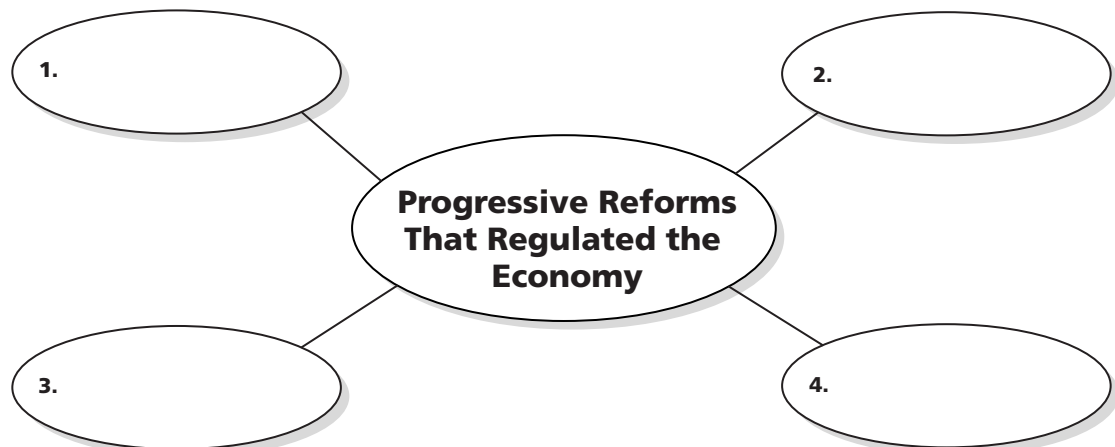 1.
2.
Progressive Reforms
That Regulated the
Economy
3.
4.